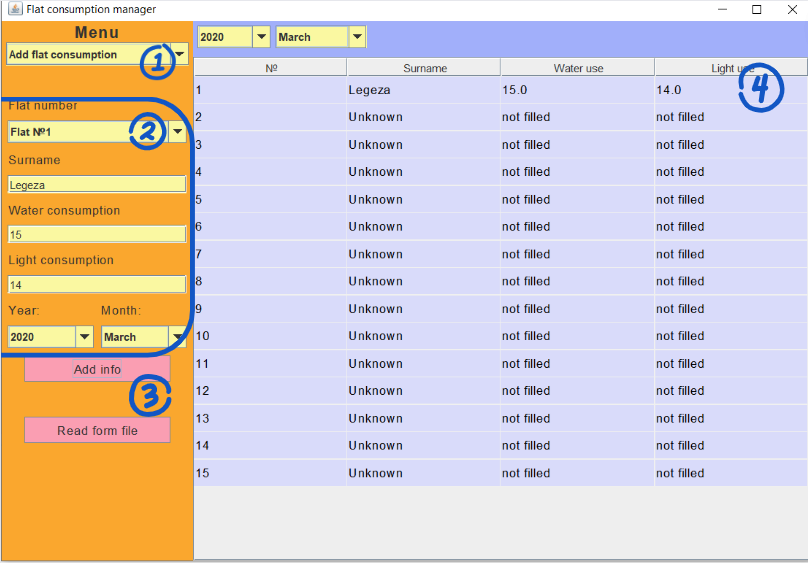 Flat consumption manager
Menu
Add flat consumption
1
Flat number
Flat №1
2
Surname
Legeza
Water consumption
15
Light consumption
14
Year: Month:
2020 March
Add info
3
Read form file
2020 March
№ Surname Water use Light use
4
1 Legeza 15.0 14.0
2 Unknown not filled not filled
3 Unknown not filled not filled
4 Unknown not filled not filled
5 Unknown not filled not filled
6 Unknown not filled not filled
7 Unknown not filled not filled
8 Unknown not filled not filled
9 Unknown not filled not filled
10 Unknown not filled not filled
11 Unknown not filled not filled
12 Unknown not filled not filled
13 Unknown not filled not filled
14 Unknown not filled not filled
15 Unknown not filled not filled